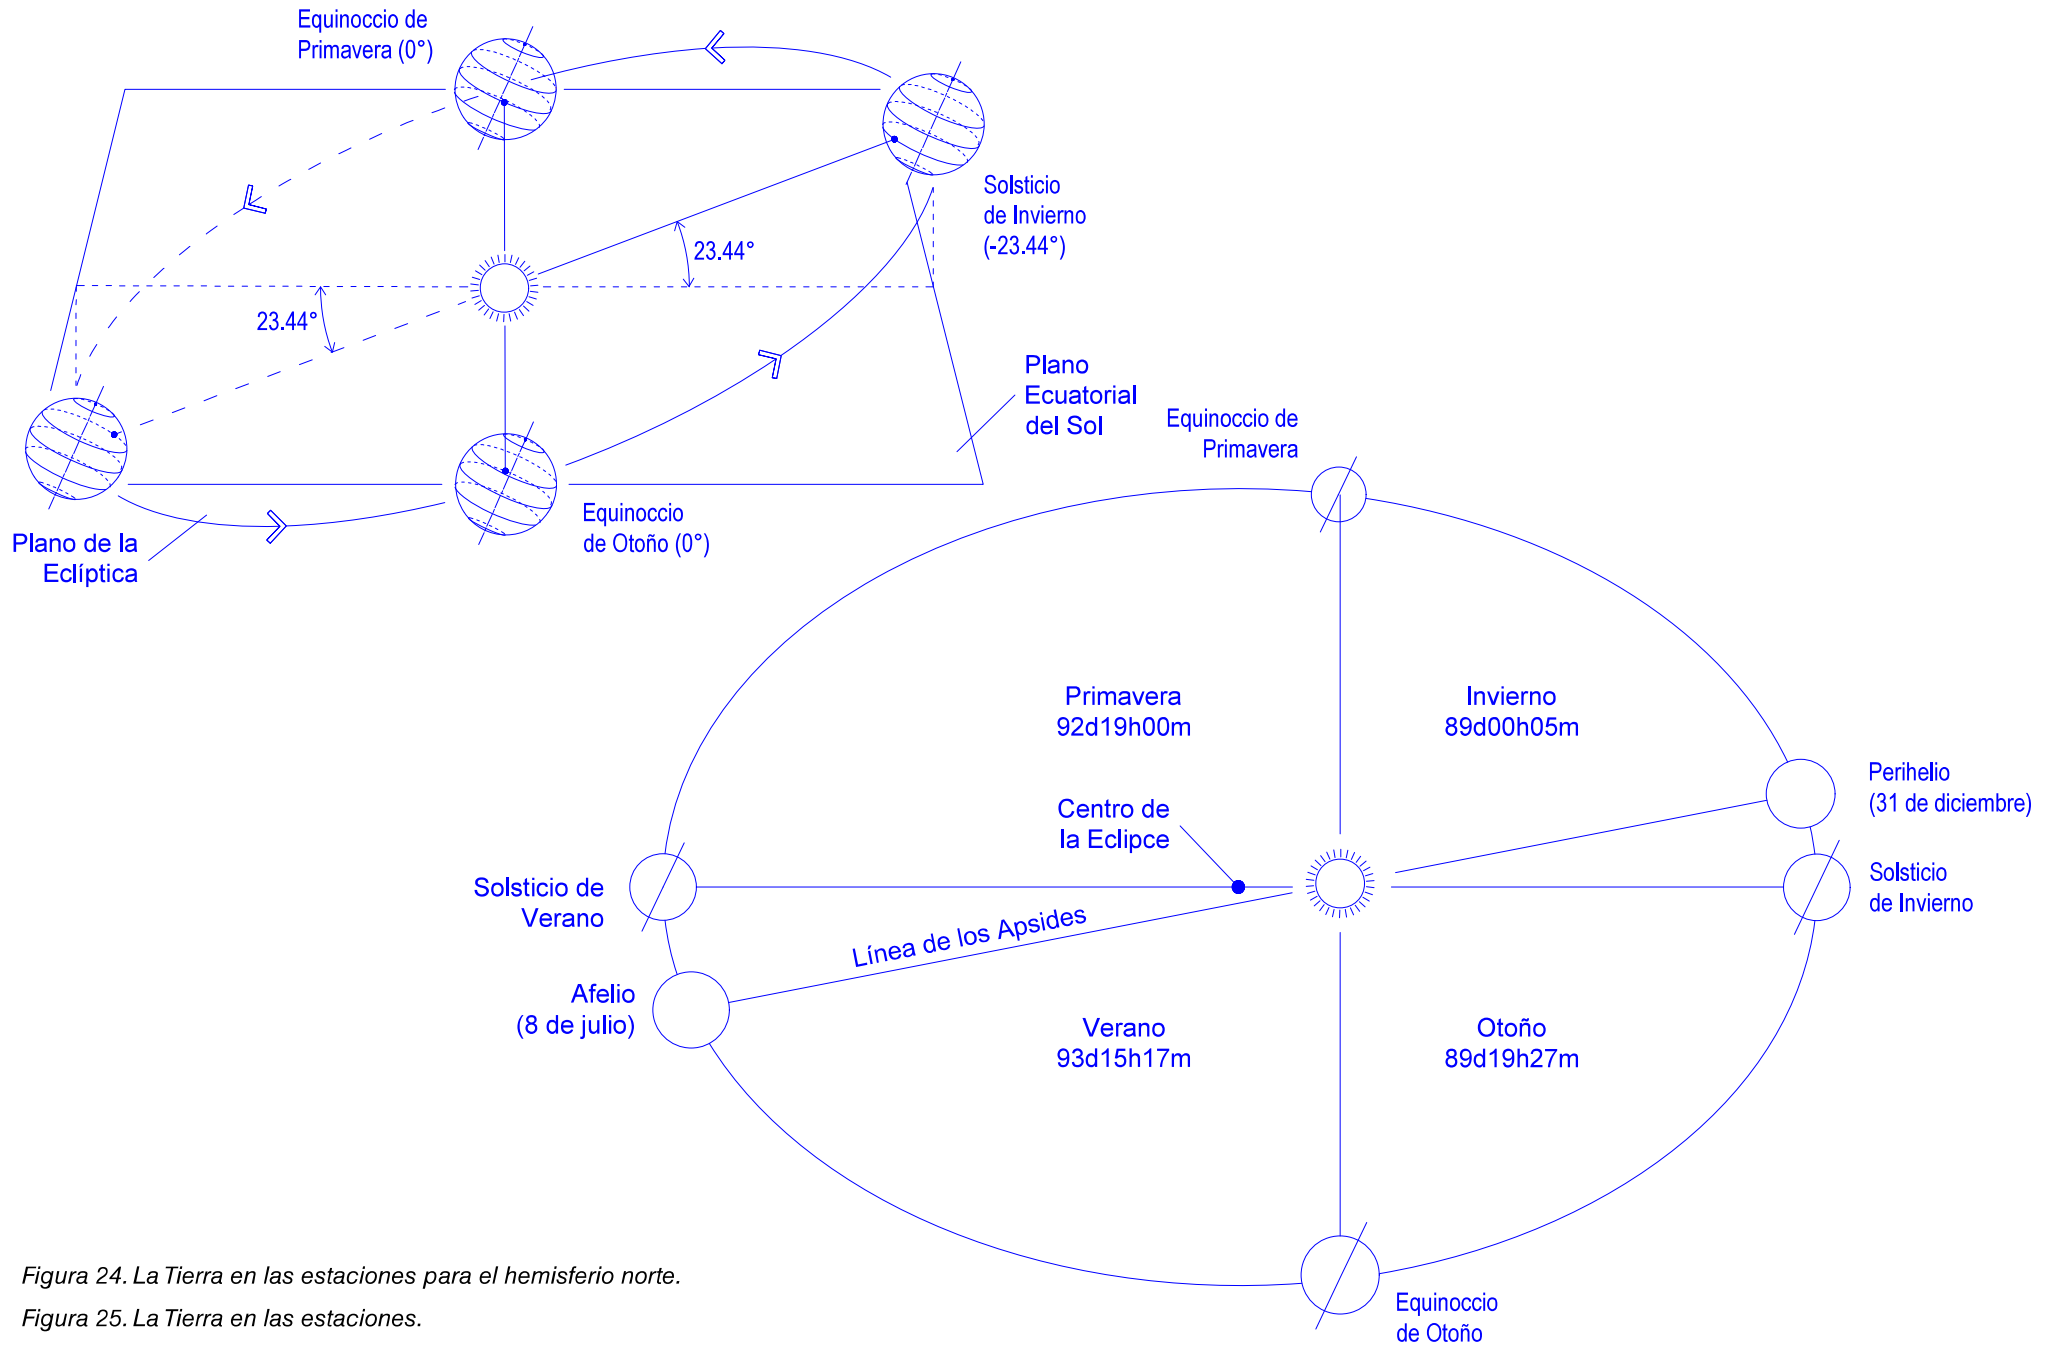 Equinoccio de
Primavera (0°)
Solsticio
de Invierno
(-23.44°)
23.44°
23.44°
Plano
Ecuatorial
del Sol
Equinoccio
de Otoño (0°)
Plano de la
Eclíptica
Equinoccio de
Primavera
Primavera
92d19h00m
Invierno
89d00h05m
Perihelio
(31 de diciembre)
Centro de
la Eclipce
Solsticio de
Verano
Solsticio
de Invierno
Línea de los Apsides
Afelio
(8 de julio)
Verano
93d15h17m
Otoño
89d19h27m
Equinoccio
de Otoño
Figura 24. La Tierra en las estaciones para el hemisferio norte.
Figura 25. La Tierra en las estaciones.